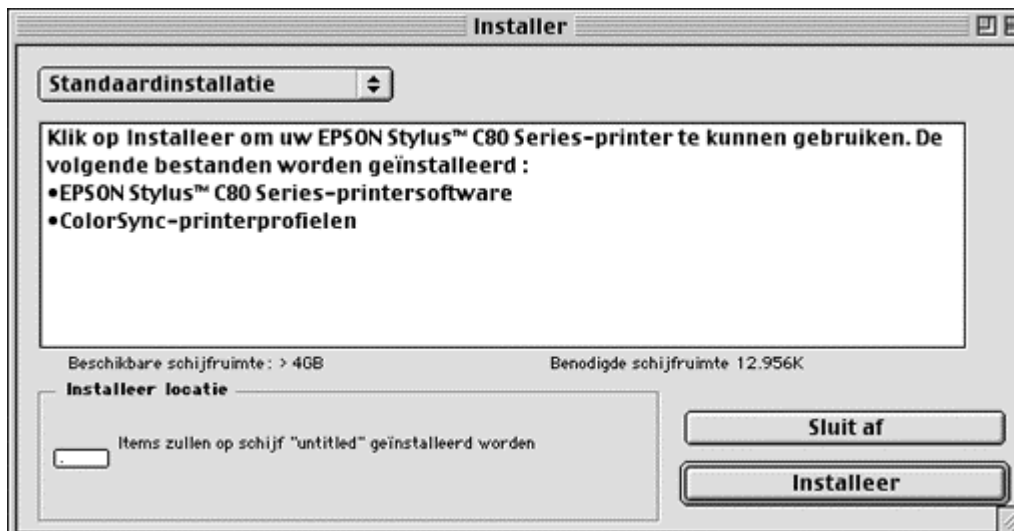 Installer
Standaardinstallatie
Klik op Installeer om uw EPSON Stylus™ C80 Series-printer te kunnen gebruiken. De
volgende bestanden worden geïnstalleerd :
•EPSON Stylus™ C80 Series-printersoftware
•ColorSync-printerprofielen
Beschikbare schijfruimte: > 4GB
Benodigde schijfruimte 12.956K
Installeer locatie
Items zullen op schijf "untitled" geïnstalleerd worden
Sluit af
Installeer